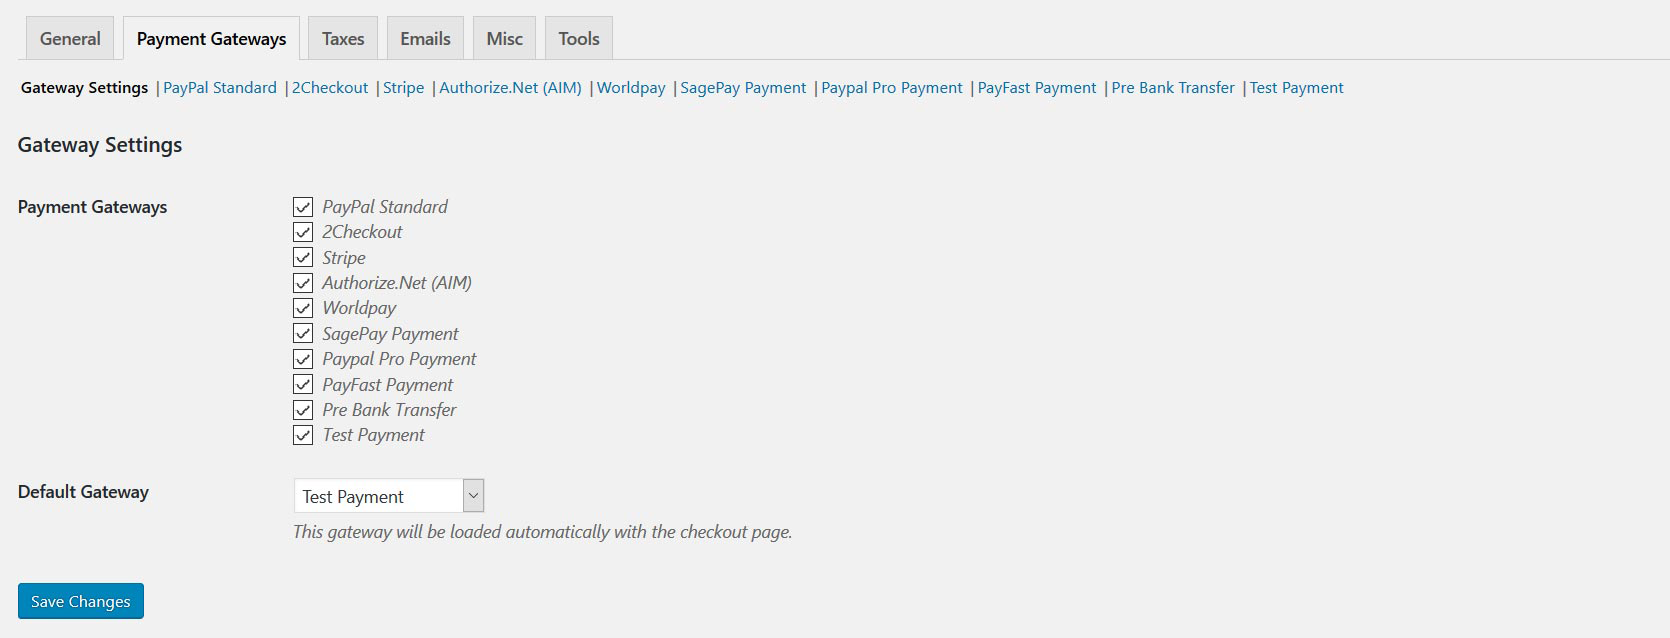 General Payment Gateways Taxes Emails Misc Tools
Gateway Settings | PayPal Standard | 2Checkout | Stripe | Authorize.Net (AIM) | Worldpay | SagePay Payment | Paypal Pro Payment | PayFast Payment | Pre Bank Transfer | Test Payment
Gateway Settings
Payment Gateways PayPal Standard
2Checkout
Stripe
Authorize.Net (AIM)
Worldpay
SagePay Payment
Paypal Pro Payment
PayFast Payment
Pre Bank Transfer
Test Payment
Default Gateway Test Payment
This gateway will be loaded automatically with the checkout page.
Save Changes